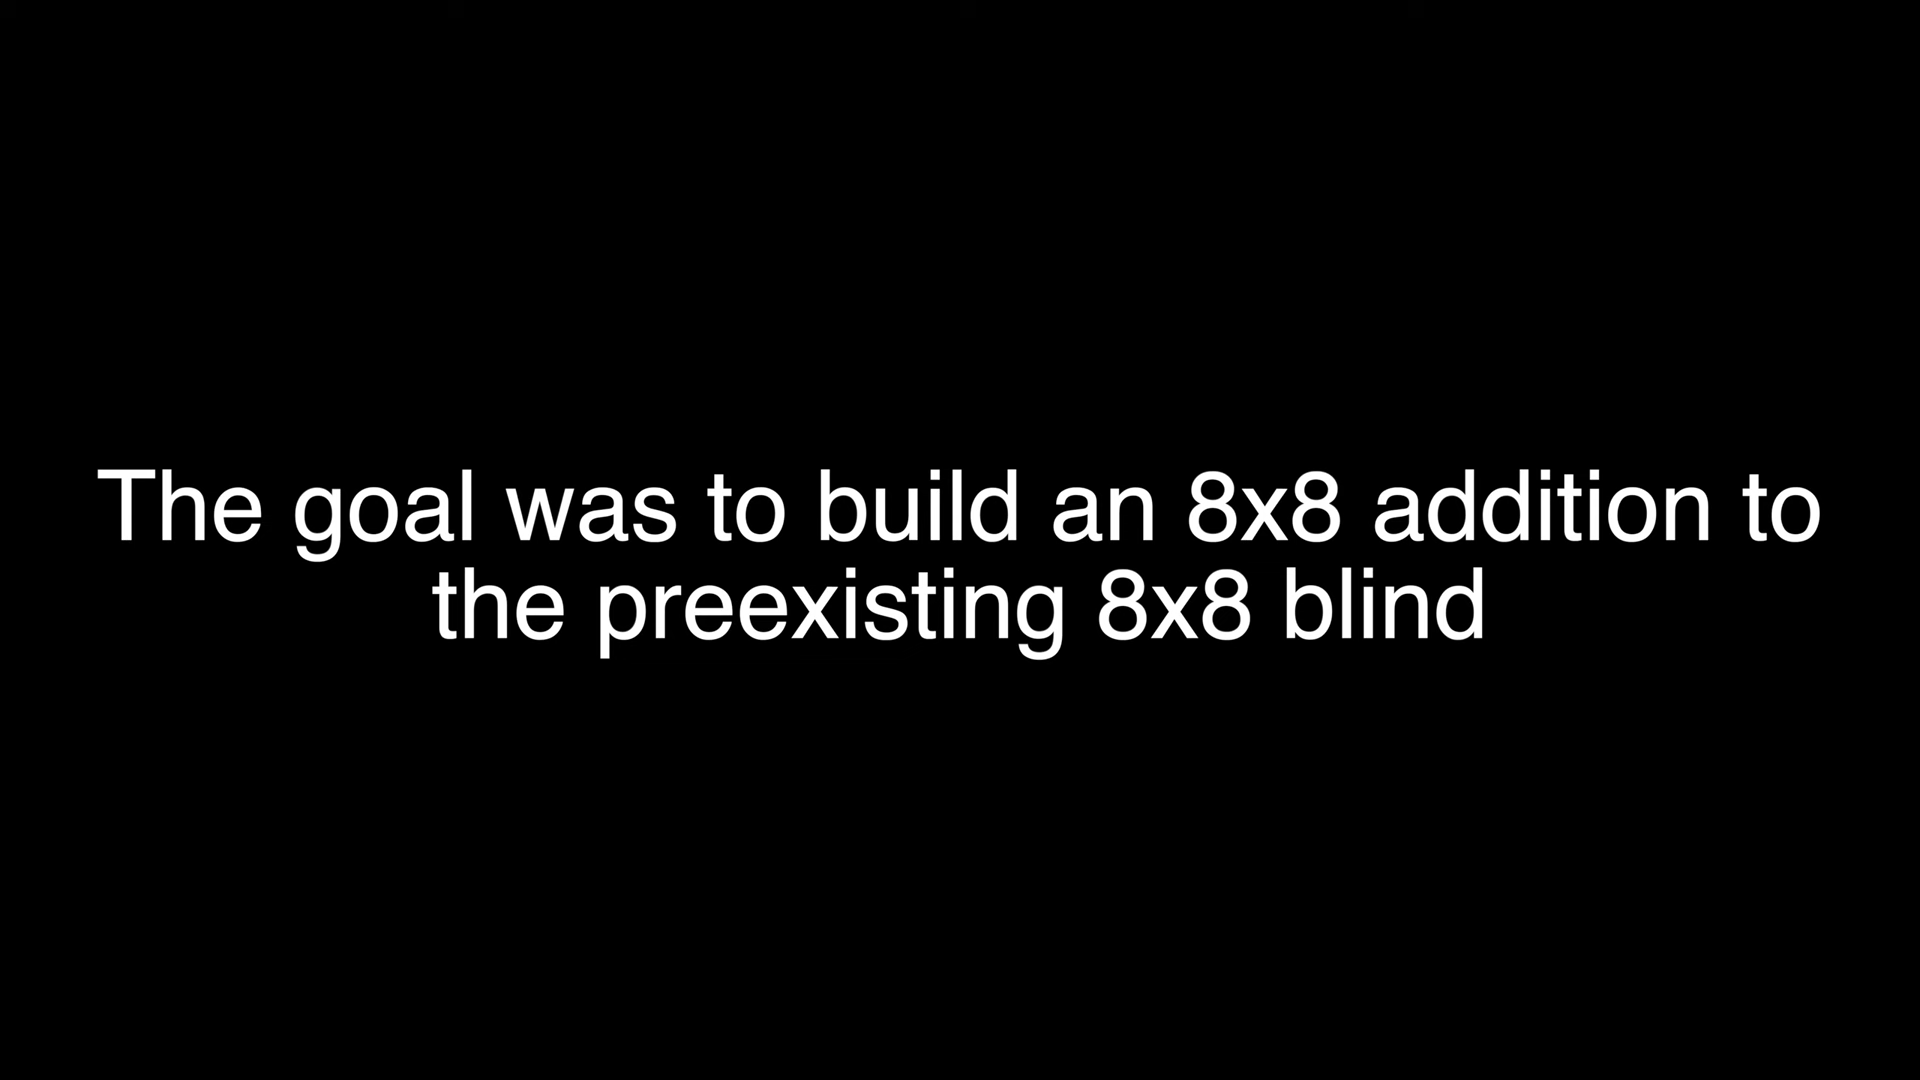 The goal was to build an 8x8 addition to
the preexisting 8x8 blind